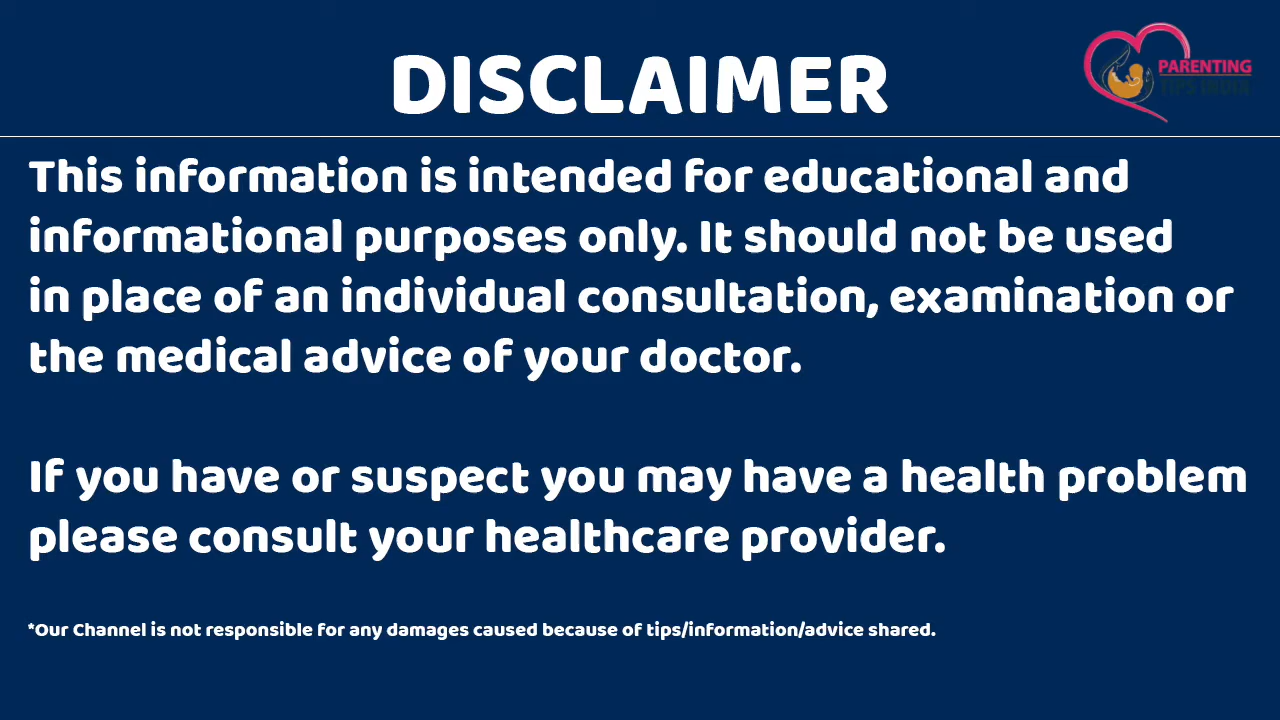 DISCLAIMER
PARENTING
TIPS INDIA
This information is intended for educational and
informational purposes only. It should not be used
in place of an individual consultation, examination or
the medical advice of your doctor.
If you have or suspect you may have a health problem
please consult your healthcare provider.
*Our Channel is not responsible for any damages caused because of tips/information/advice shared.